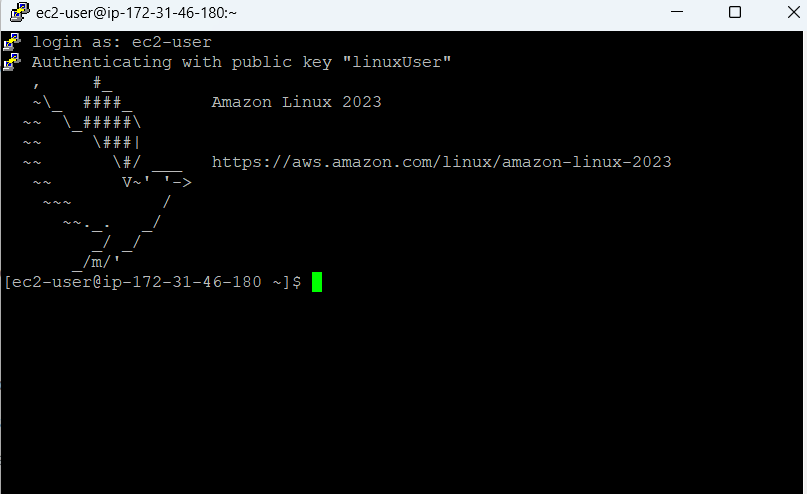 ec2-user@ip-172-31-46-180:~
login as: ec2-user
Authenticating with public key "linuxUser"
   ,     #_
   ~\_  ####_        Amazon Linux 2023
  ~~  \_#####\
  ~~     \###|
  ~~       \#/ ___   https://aws.amazon.com/linux/amazon-linux-2023
   ~~       V~' '->
    ~~~         /
      ~~._.   _/
         _/ _/
       _/m/'
[ec2-user@ip-172-31-46-180 ~]$